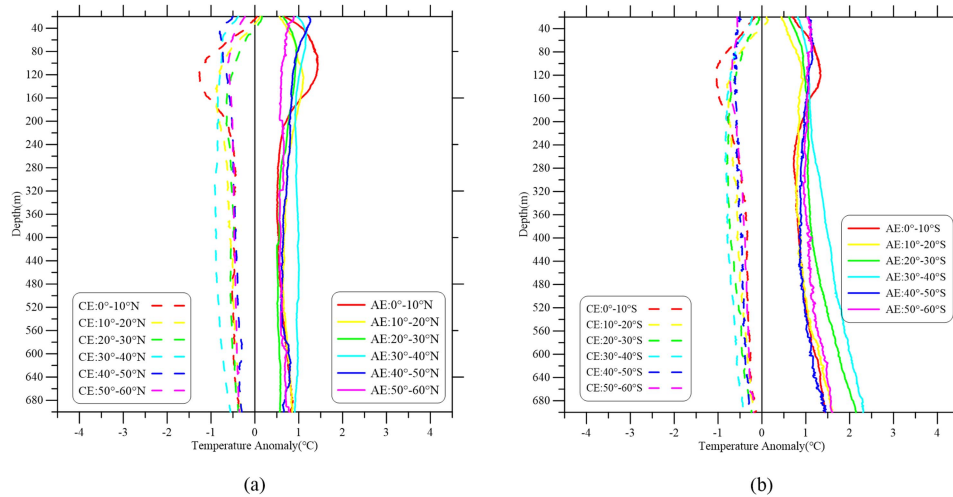 40
80
120
160
200
240
280
320
360
400
440
480
520
560
600
640
680
Depth(m)
CE:0°-10°N
CE:10°-20°N
CE:20°-30°N
CE:30°-40°N
CE:40°-50°N
CE:50°-60°N
AE:0°-10°N
AE:10°-20°N
AE:20°-30°N
AE:30°-40°N
AE:40°-50°N
AE:50°-60°N
-4 -3 -2 -1 0 1 2 3 4
Temperature Anomaly(°C)
(a)
40
80
120
160
200
240
280
320
360
400
440
480
520
560
600
640
680
Depth(m)
AE:0°-10°S
AE:10°-20°S
AE:20°-30°S
AE:30°-40°S
AE:40°-50°S
AE:50°-60°S
CE:0°-10°S
CE:10°-20°S
CE:20°-30°S
CE:30°-40°S
CE:40°-50°S
CE:50°-60°S
-4 -3 -2 -1 0 1 2 3 4
Temperature Anomaly(°C)
(b)